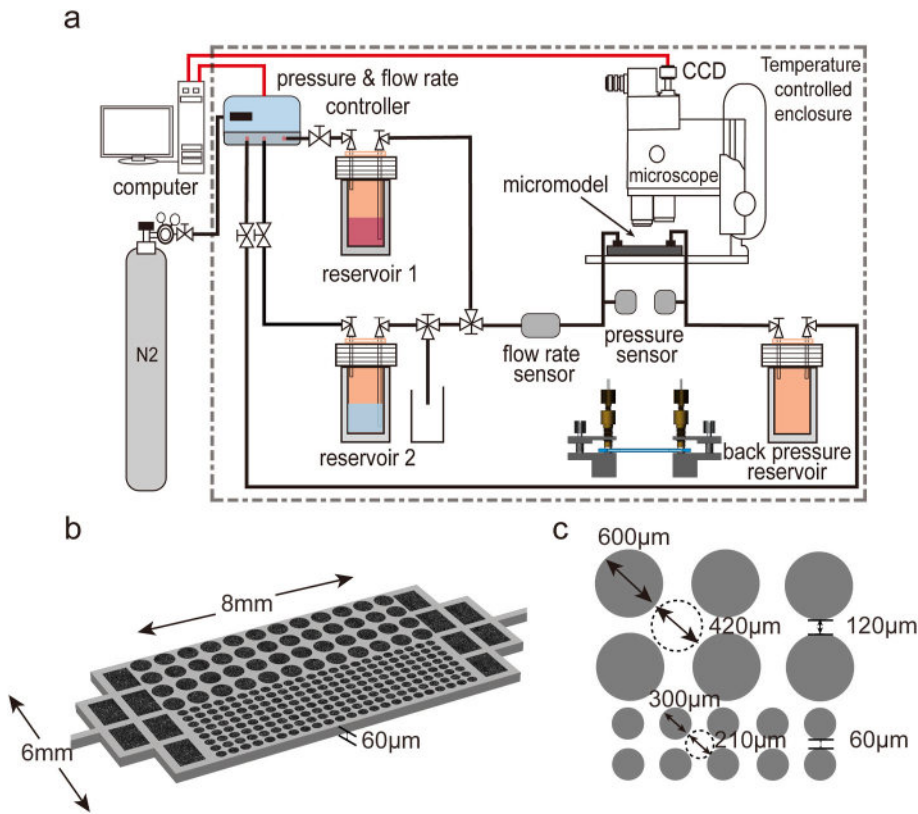 a
pressure & flow rate
controller
CCD
Temperature
controlled
enclosure
computer
micromodel
microscope
reservoir 1
N2
flow rate
sensor
pressure
sensor
reservoir 2
back pressure
reservoir
b
8mm
6mm
60μm
c
600μm
420μm
120μm
300μm
210μm
60μm